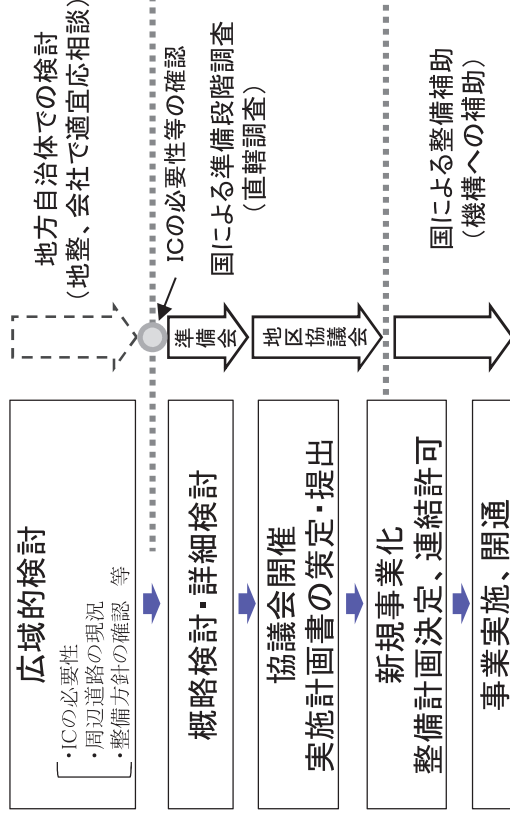 広域的検討
・ICの必要性
・周辺道路の現況
・整備方針の確認 等
概略検討・詳細検討
協議会開催
実施計画書の策定・提出
新規事業化
整備計画決定、連結許可
事業実施、開通
準備会
地区協議会
地方自治体での検討
（地整、会社で適宜応相談）
ICの必要性等の確認
国による準備段階調査
（直轄調査）
国による整備補助
（機構への補助）